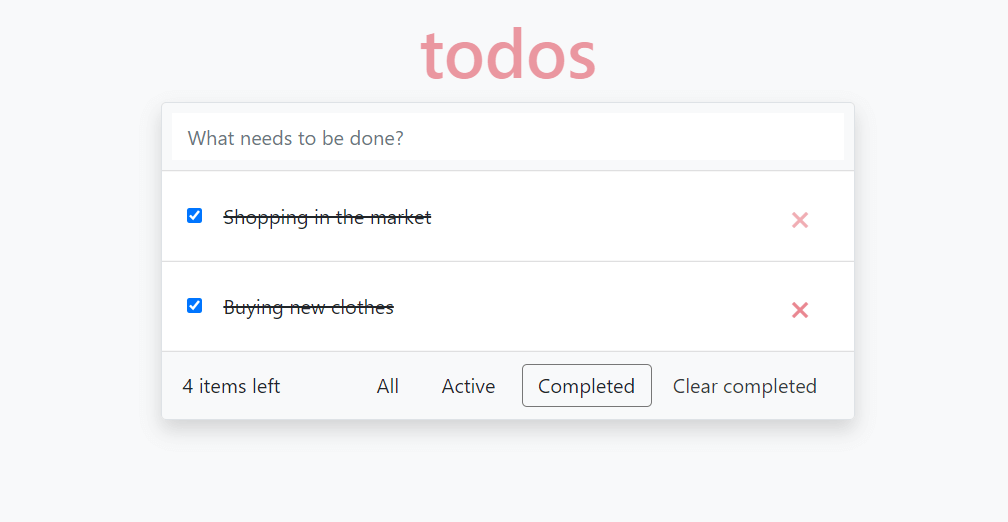 todos
What needs to be done?
Shopping in the market
Buying new clothes
4 items left All Active Completed Clear completed